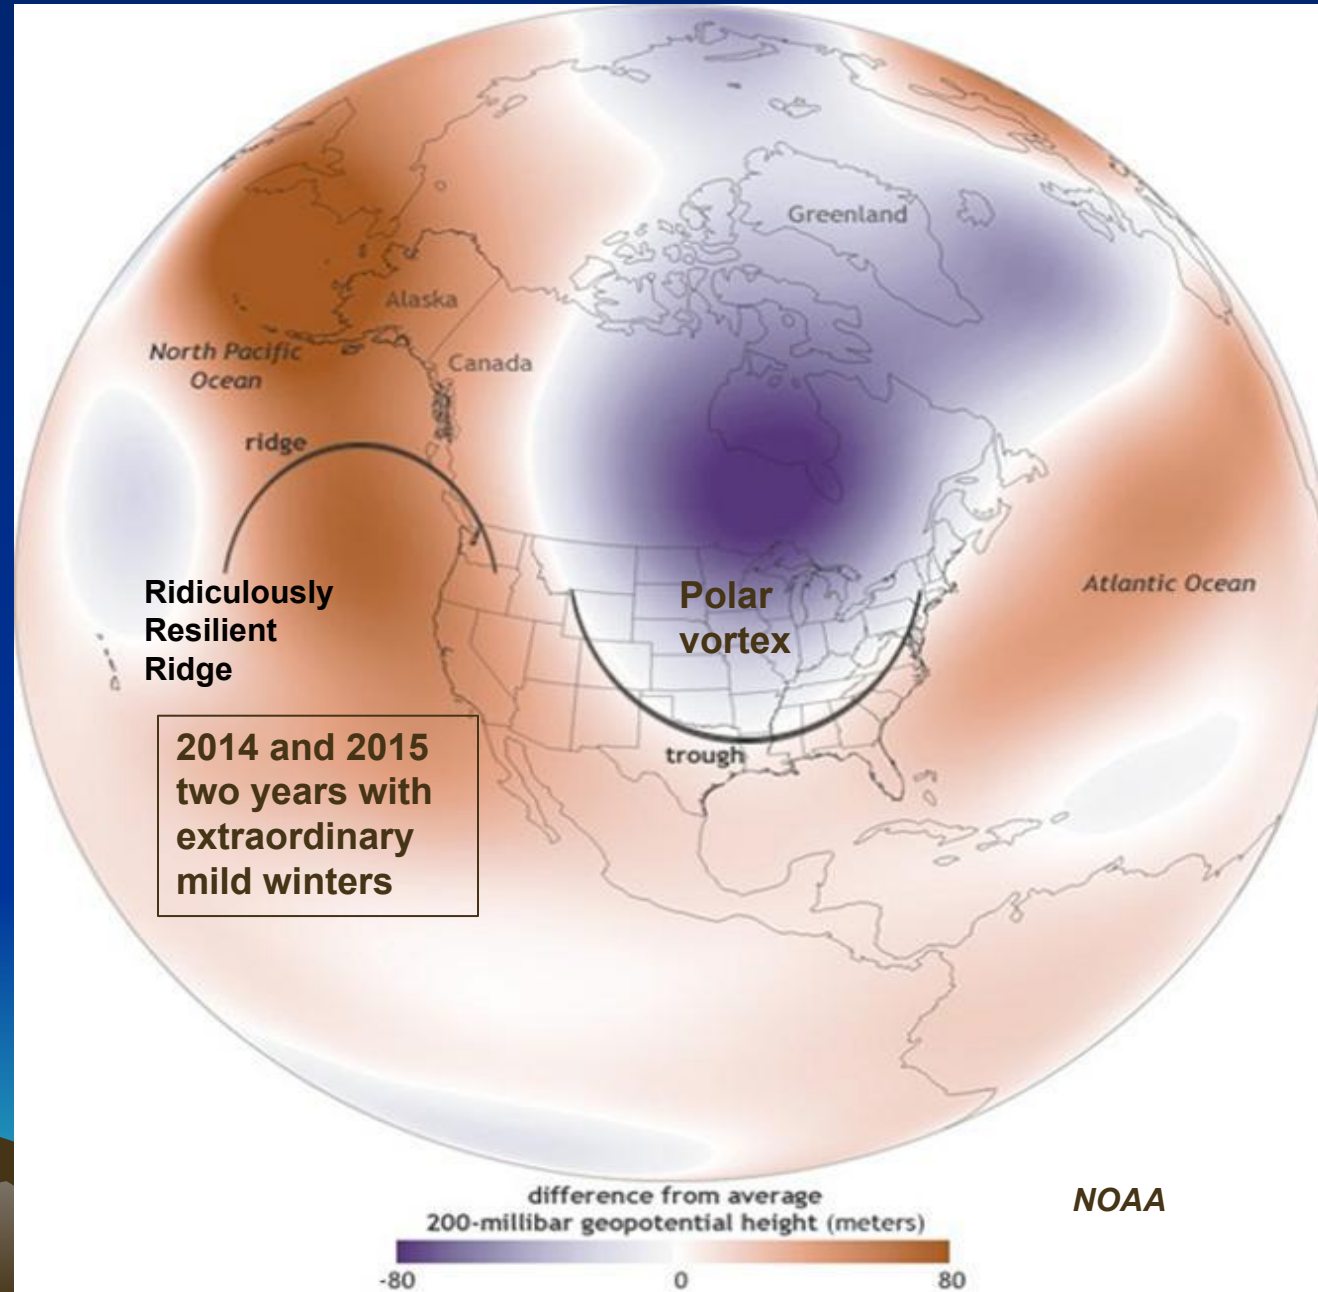 Greenland
Alaska
North Pacific
Ocean
Canada
ridge
Ridiculously
Resilient
Ridge
Polar
vortex
Atlantic Ocean
trough
2014 and 2015
two years with
extraordinary
mild winters
difference from average
200-millibar geopotential height (meters)
-80 0 80
NOAA